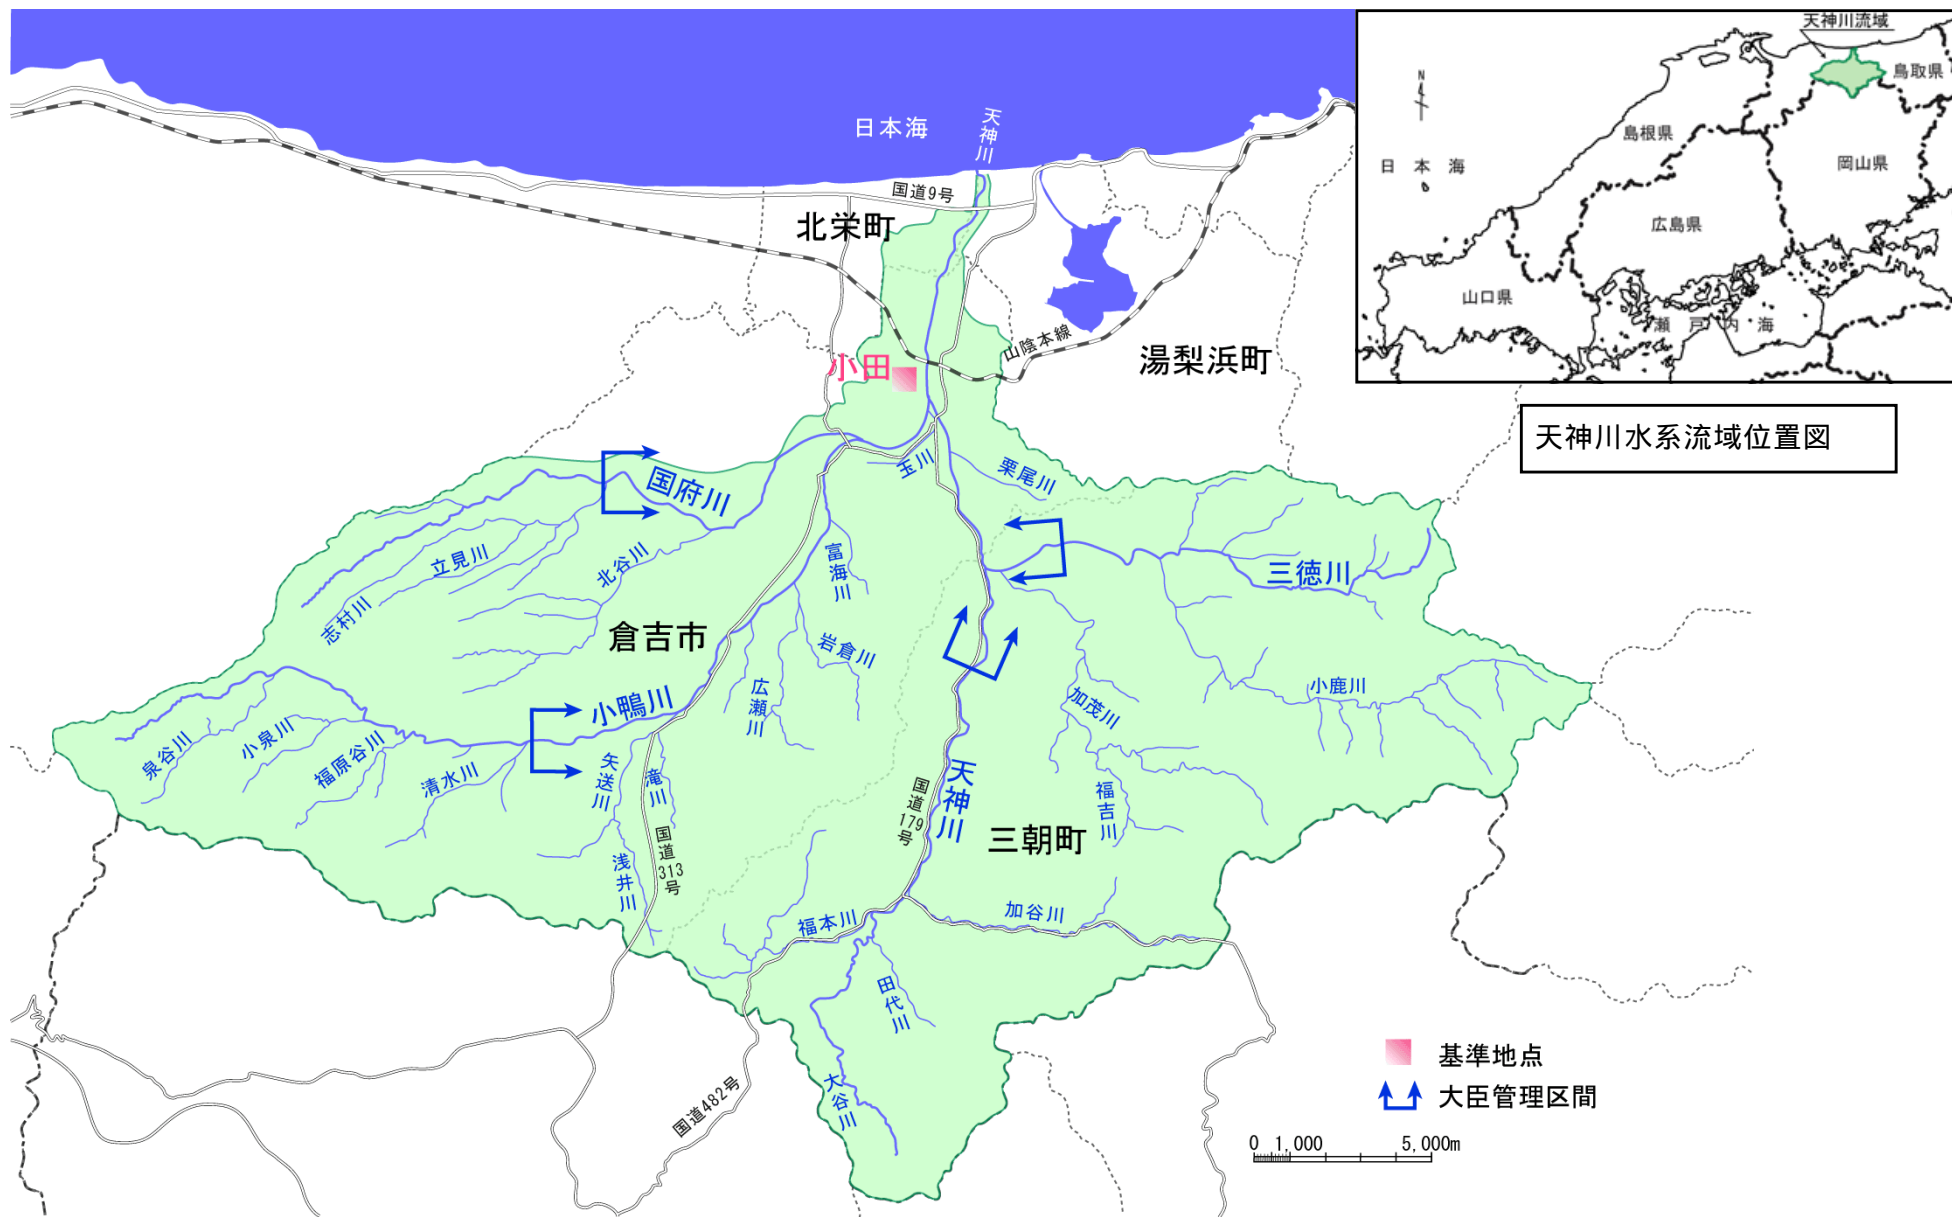 日本海
天神川
国道9号
北栄町
小田
山陰本線
湯梨浜町
天神川流域
鳥取県
N
島根県
日本海
岡山県
広島県
山口県
瀬戸内海
天神川水系流域位置図
国府川
玉川
栗尾川
立見川
北谷川
志村川
富海川
三徳川
倉吉市
岩倉川
小鴨川
広瀬川
加茂川
小鹿川
泉谷川
小泉川
福原谷川
清水川
矢送川
滝川
国道313号
浅井川
国道179号
天神川
三朝町
福吉川
福本川
加谷川
田代川
大谷川
国道482号
基準地点
大臣管理区間
0 1,000 5,000m